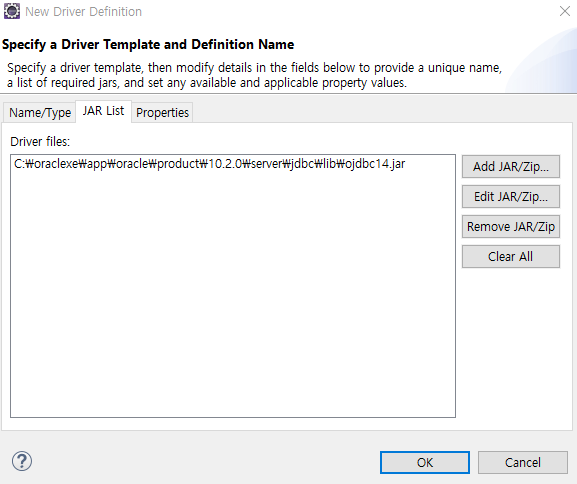 New Driver Definition
Specify a Driver Template and Definition Name
Specify a driver template, then modify details in the fields below to provide a unique name,
a list of required jars, and set any available and applicable property values.
Name/Type JAR List Properties
Driver files:
C:₩oraclexe₩app₩oracle₩product₩10.2.0₩server₩jdbc₩lib₩ojdbc14.jar
Add JAR/Zip...
Edit JAR/Zip...
Remove JAR/Zip
Clear All
?
OK Cancel